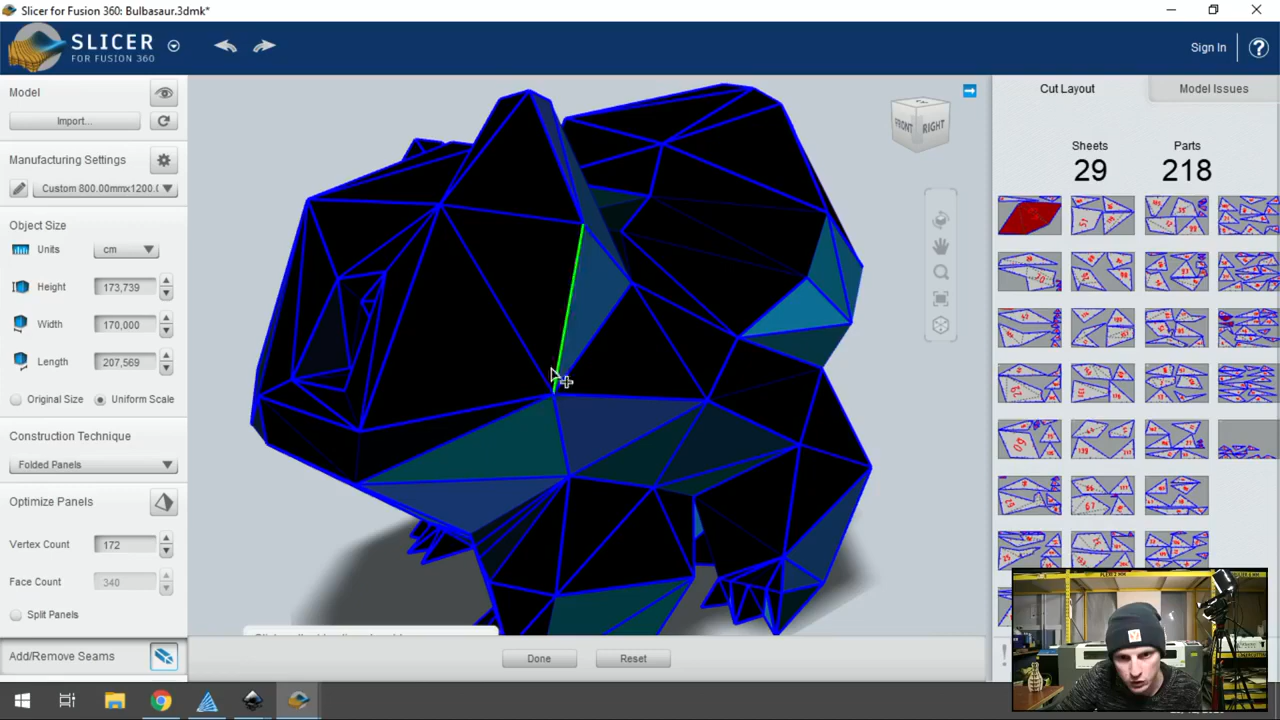 Slicer for Fusion 360: Bulbasaur.3dmk*
SLICER
FOR FUSION 360
Sign In
Model
Import...
Manufacturing Settings
Custom 800.00mmx1200.(
Object Size
Units
cm
Height
173,739
Width
170,000
Length
207,569
Original Size
Uniform Scale
Construction Technique
Folded Panels
Optimize Panels
Vertex Count
172
Face Count
340
Split Panels
Add/Remove Seams
FRONT
RIGHT
Done
Reset
Cut Layout
Model Issues
Sheets
Parts
29
218